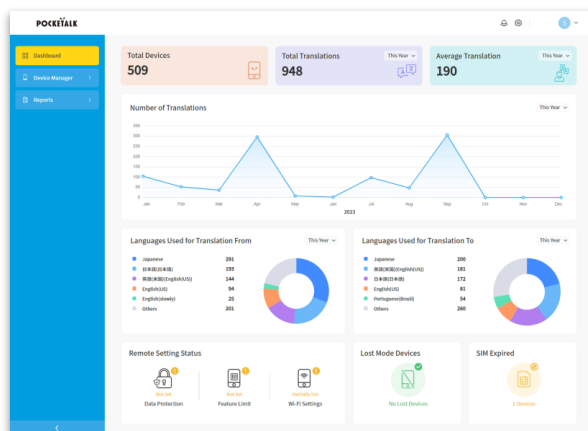 POCKETALK
S
Dashboard
Device Manager
Reports
Total Devices
509
Total Translations
This Year
948
Average Translation
This Year
190
Number of Translations
This Year
350
300
250
200
150
100
50
0
Jan Feb Mar Apr Mai Jun Jul Aug Sep Oct Nov Dec
2023
Languages Used for Translation From
This Year
Japanese 291
日本語(日本語) 193
英語(米国)(English(US)) 144
English(US) 94
English(slowly) 25
Others 201
Languages Used for Translation To
This Year
Japanese 200
英語(米国)(English(US)) 181
日本語(日本語) 172
English(US) 81
Portuguese(Brazil) 54
Others 260
Remote Setting Status
Not Set
Data Protection
Not Set
Feature Limit
Partially Set
Wi-Fi Settings
Lost Mode Devices
No Lost Devices
SIM Expired